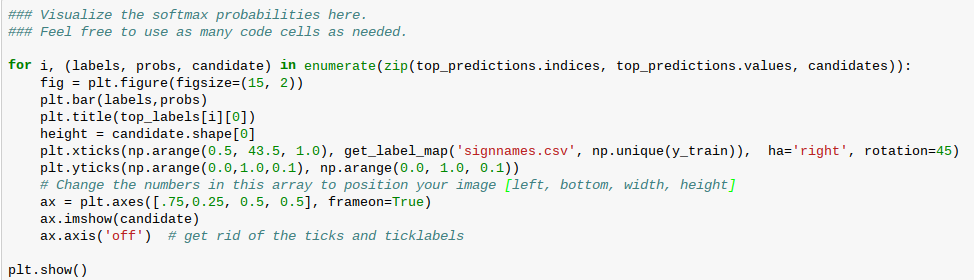 ### Visualize the softmax probabilities here.
### Feel free to use as many code cells as needed.

for i, (labels, probs, candidate) in enumerate(zip(top_predictions.indices, top_predictions.values, candidates)):
    fig = plt.figure(figsize=(15, 2))
    plt.bar(labels,probs)
    plt.title(top_labels[i][0])
    height = candidate.shape[0]
    plt.xticks(np.arange(0.5, 43.5, 1.0), get_label_map('signnames.csv', np.unique(y_train)),  ha='right', rotation=45)
    plt.yticks(np.arange(0.0,1.0,0.1), np.arange(0.0, 1.0, 0.1))
    # Change the numbers in this array to position your image [left, bottom, width, height]
    ax = plt.axes([.75,0.25, 0.5, 0.5], frameon=True)
    ax.imshow(candidate)
    ax.axis('off')  # get rid of the ticks and ticklabels

plt.show()